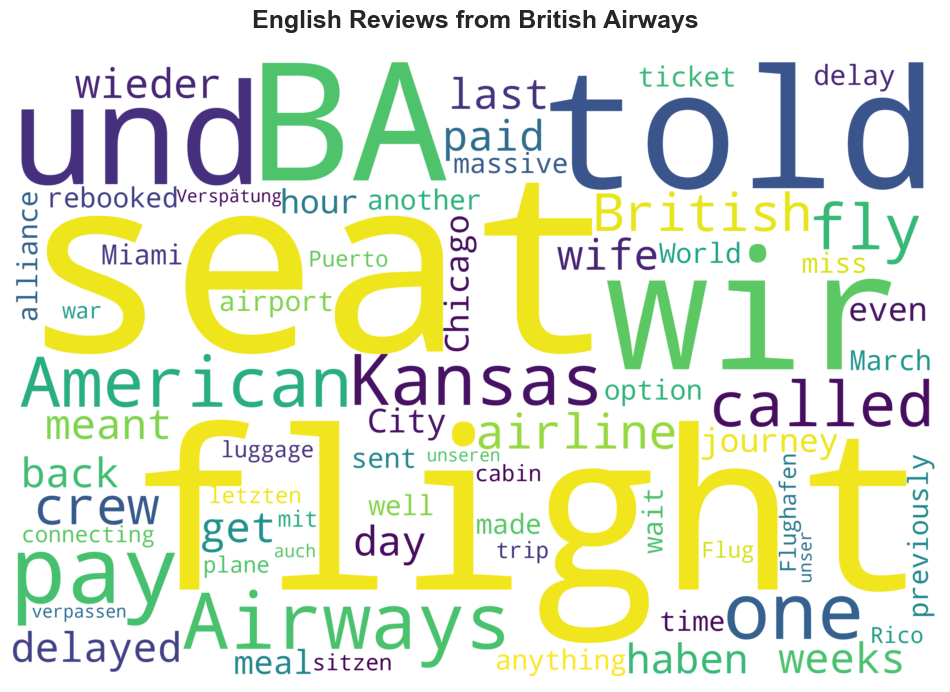 English Reviews from British Airways
wieder
und
BA
last
paid
massive
told
ticket
delay
rebooked
Verspätung
hour
another
British
fly
alliance
seat
Miami
Puerto
Chicago
wife
World
miss
war
airport
wir
even
American
Kansas
option
March
called
meant
City
airline
journey
luggage
sent
unseren
cabin
back
flight
crew
letzten
get
mit
well
made
wait
Flug
Flughafen
unser
previously
connecting
plane
auch
day
trip
pay
verpassen
Airways
time
one
Rico
delayed
meal
sitzen
anything
haben
weeks